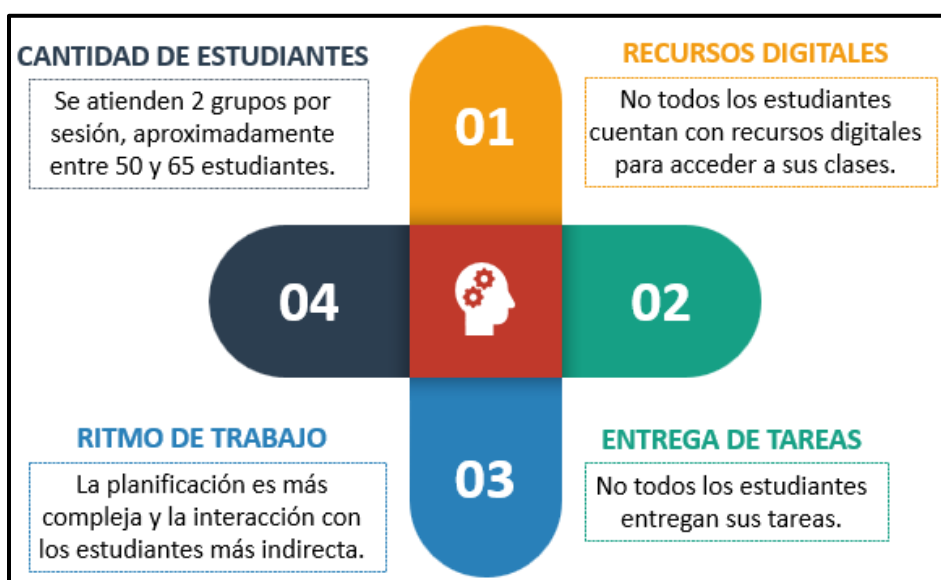 CANTIDAD DE ESTUDIANTES
Se atienden 2 grupos por
sesión, aproximadamente
entre 50 y 65 estudiantes.
01
RECURSOS DIGITALES
No todos los estudiantes
cuentan con recursos digitales
para acceder a sus clases.
04
02
RITMO DE TRABAJO
La planificación es más
compleja y la interacción con
los estudiantes más indirecta.
03
ENTREGA DE TAREAS
No todos los estudiantes
entregan sus tareas.